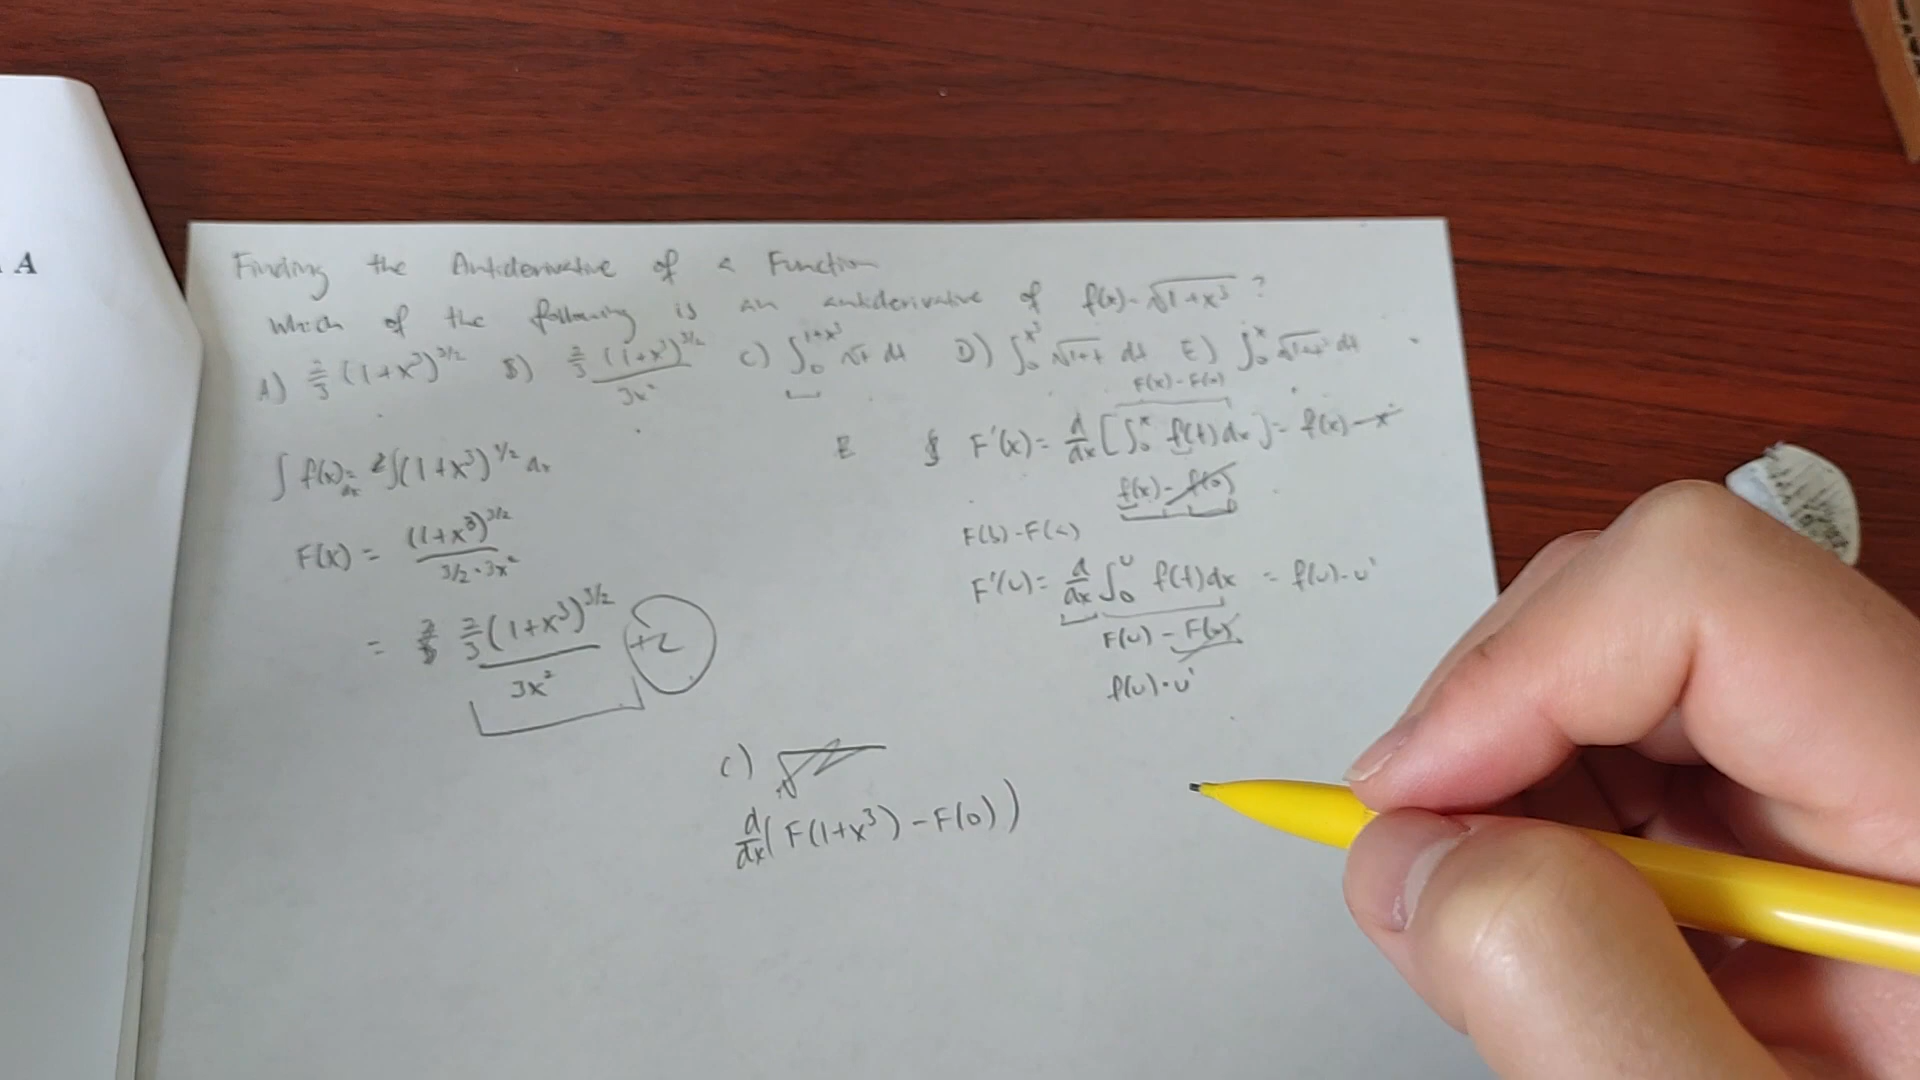 A
Finding the Antiderivative of a Function
Which of the following is an antiderivative of f(x) = √(1+x³) ?
A) 2/3 (1+x³)^(3/2) B) 2/3 (1+x³)^(3/2) / 3x² C) ∫₀^(1+x³) √t dt D) ∫₀^(x³) √(1+t) dt E) ∫₀^x √(1+t³) dt
F(x) - F(0)
∫ f(x) dx = ∫(1+x³)^(1/2) dx
E F'(x) = d/dx [∫₀^x f(t) dx] = f(x)
f(x) - f(0)
F(x) = (1+x³)^(3/2) / 3/2 · 3x²
F(b) - F(a)
F'(u) = d/dx ∫₀^u f(t) dx = f(u) · u'
= 2/3 (1+x³)^(3/2) / 3x² + C
F(u) - F(0)
f(u) · u'
C)
d/dx ( F(1+x³) - F(0) )